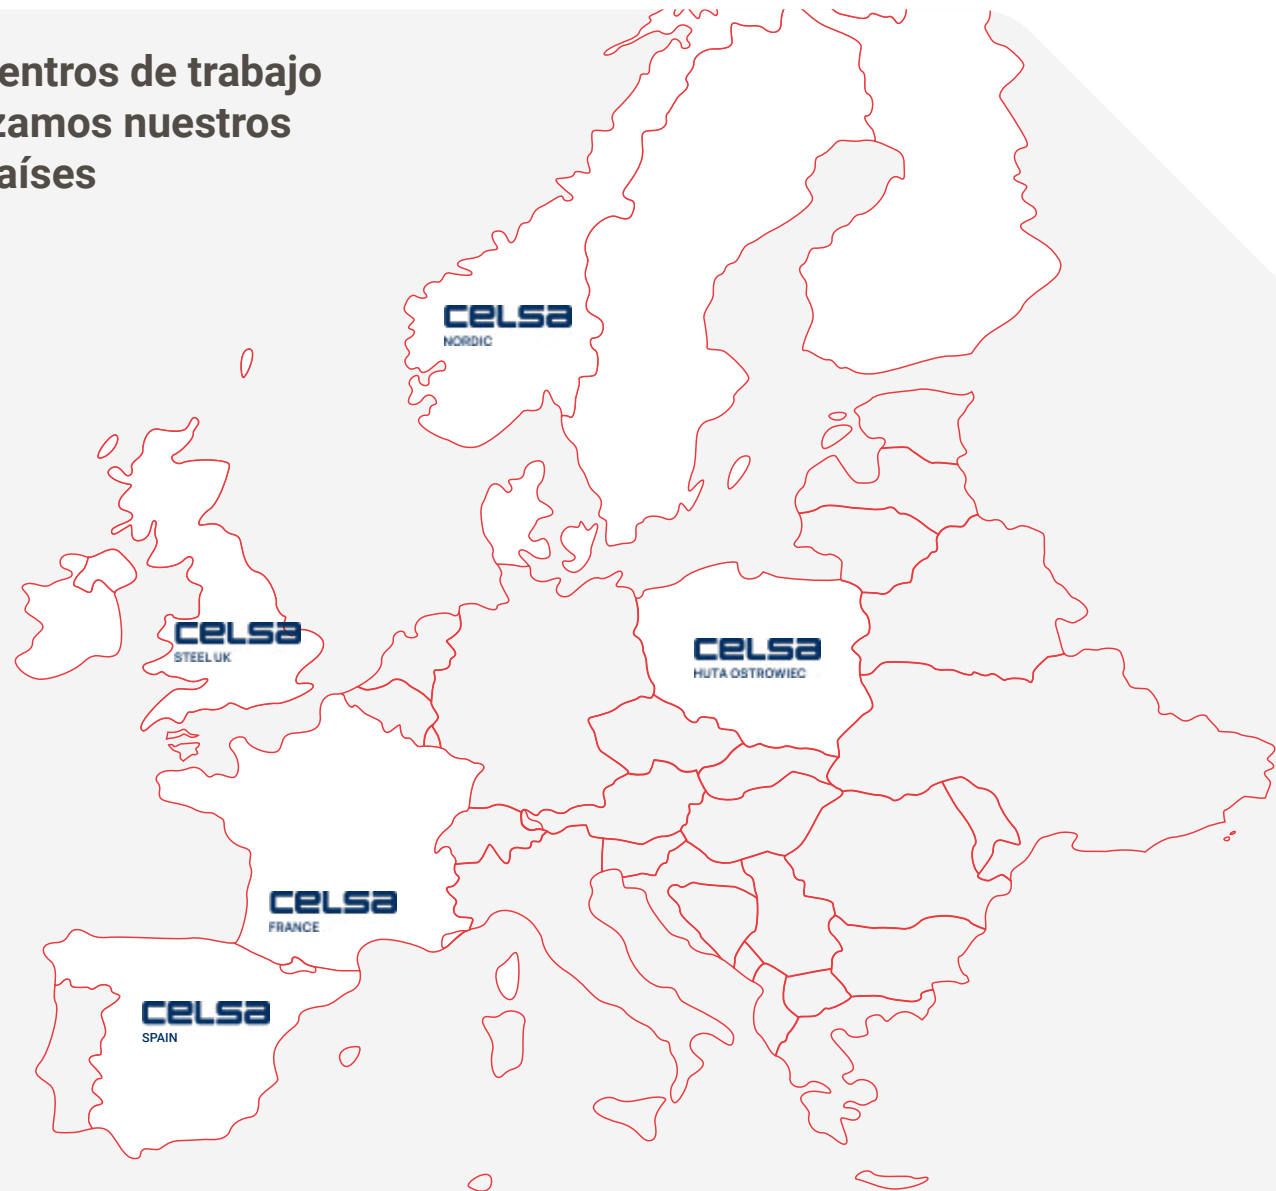 entros de trabajo
zamos nuestros
aíses
CELSA
NORDIC
CELSA
STEEL UK
CELSA
HUTA OSTROWIEC
CELSA
FRANCE
CELSA
SPAIN